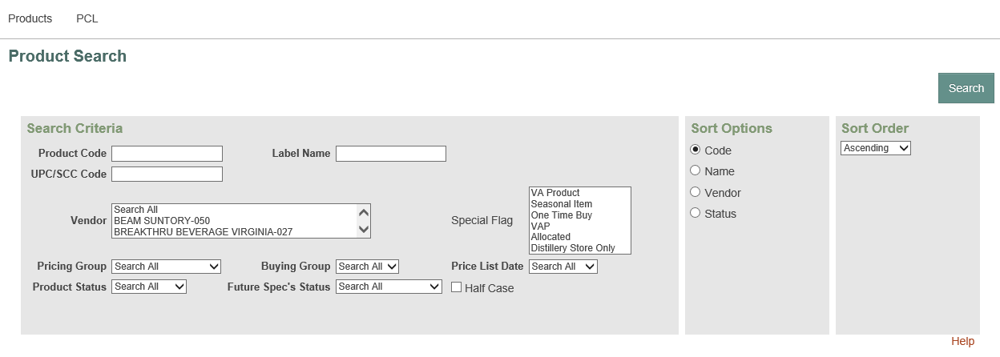 Products PCL
Product Search
Search
Search Criteria
Product Code Label Name
UPC/SCC Code
Vendor
Search All
BEAM SUNTORY-050
BREAKTHRU BEVERAGE VIRGINIA-027
Special Flag
VA Product
Seasonal Item
One Time Buy
VAP
Allocated
Distillery Store Only
Pricing Group Search All Buying Group Search All Price List Date Search All
Product Status Search All Future Spec's Status Search All Half Case
Sort Options
Code
Name
Vendor
Status
Sort Order
Ascending
Help